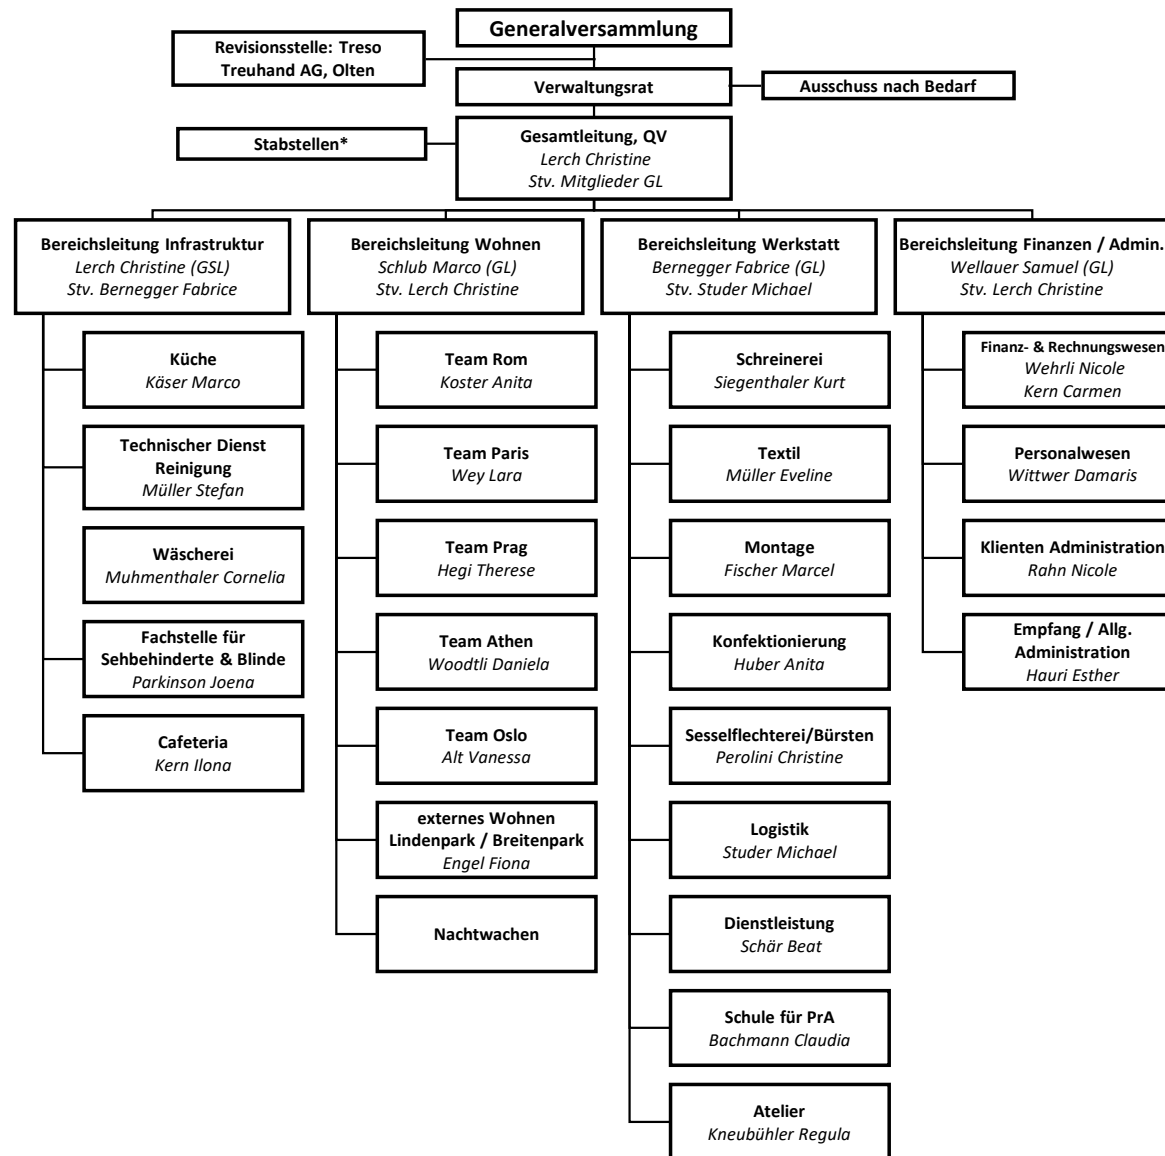 Generalversammlung
Revisionsstelle: Treso
Treuhand AG, Olten
Verwaltungsrat
Ausschuss nach Bedarf
Stabstellen*
Gesamtleitung, QV
Lerch Christine
Stv. Mitglieder GL
Bereichsleitung Infrastruktur
Lerch Christine (GSL)
Stv. Bernegger Fabrice
Küche
Käser Marco
Technischer Dienst
Reinigung
Müller Stefan
Wäscherei
Muhmenthaler Cornelia
Fachstelle für
Sehbehinderte & Blinde
Parkinson Joena
Cafeteria
Kern Ilona
Bereichsleitung Wohnen
Schlub Marco (GL)
Stv. Lerch Christine
Team Rom
Koster Anita
Team Paris
Wey Lara
Team Prag
Hegi Therese
Team Athen
Woodtli Daniela
Team Oslo
Alt Vanessa
externes Wohnen
Lindenpark / Breitenpark
Engel Fiona
Nachtwachen
Bereichsleitung Werkstatt
Bernegger Fabrice (GL)
Stv. Studer Michael
Schreinerei
Siegenthaler Kurt
Textil
Müller Eveline
Montage
Fischer Marcel
Konfektionierung
Huber Anita
Sesselflechterei/Bürsten
Perolini Christine
Logistik
Studer Michael
Dienstleistung
Schär Beat
Schule für PrA
Bachmann Claudia
Atelier
Kneubühler Regula
Bereichsleitung Finanzen / Admin.
Wellauer Samuel (GL)
Stv. Lerch Christine
Finanz- & Rechnungswesen
Wehrli Nicole
Kern Carmen
Personalwesen
Wittwer Damaris
Klienten Administration
Rahn Nicole
Empfang / Allg.
Administration
Hauri Esther